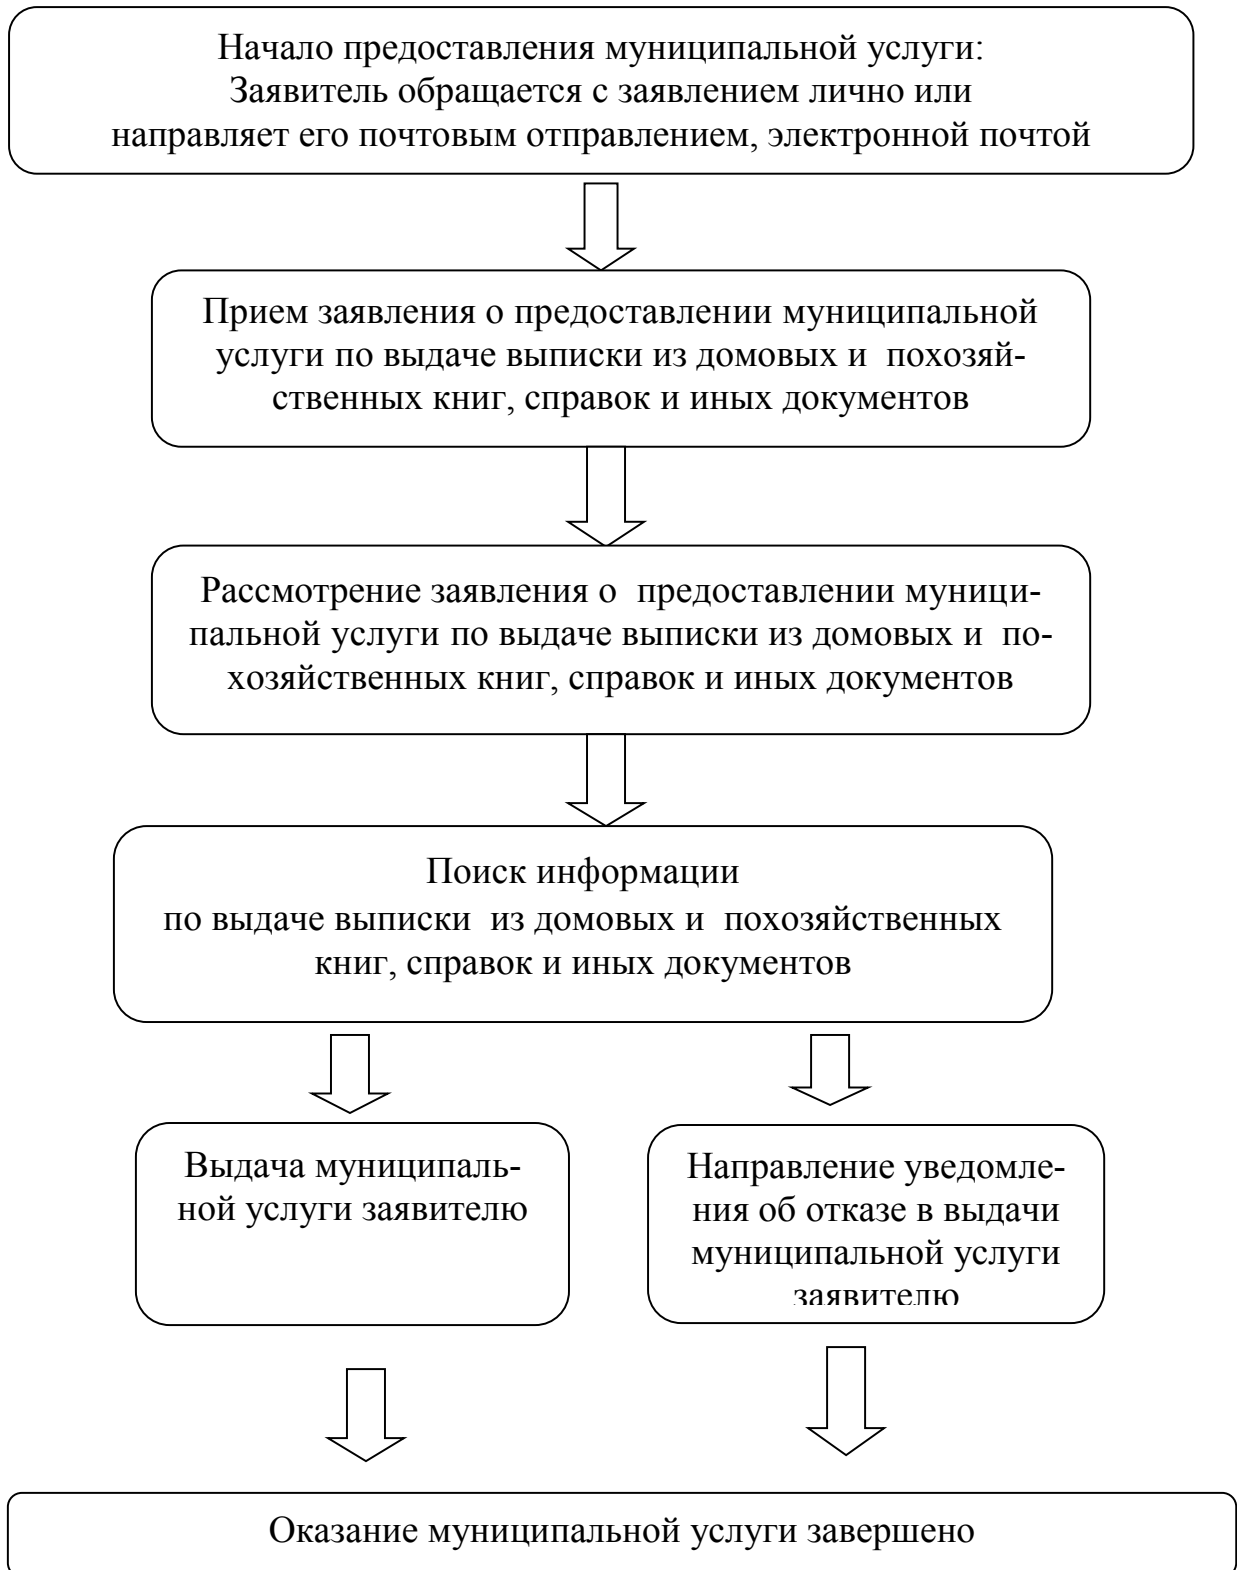 Начало предоставления муниципальной услуги:
Заявитель обращается с заявлением лично или
направляет его почтовым отправлением, электронной почтой
Прием заявления о предоставлении муниципальной
услуги по выдаче выписки из домовых и похозяй-
ственных книг, справок и иных документов
Рассмотрение заявления о предоставлении муници-
пальной услуги по выдаче выписки из домовых и по-
хозяйственных книг, справок и иных документов
Поиск информации
по выдаче выписки из домовых и похозяйственных
книг, справок и иных документов
Выдача муниципаль-
ной услуги заявителю
Направление уведомле-
ния об отказе в выдачи
муниципальной услуги
заявителю
Оказание муниципальной услуги завершено